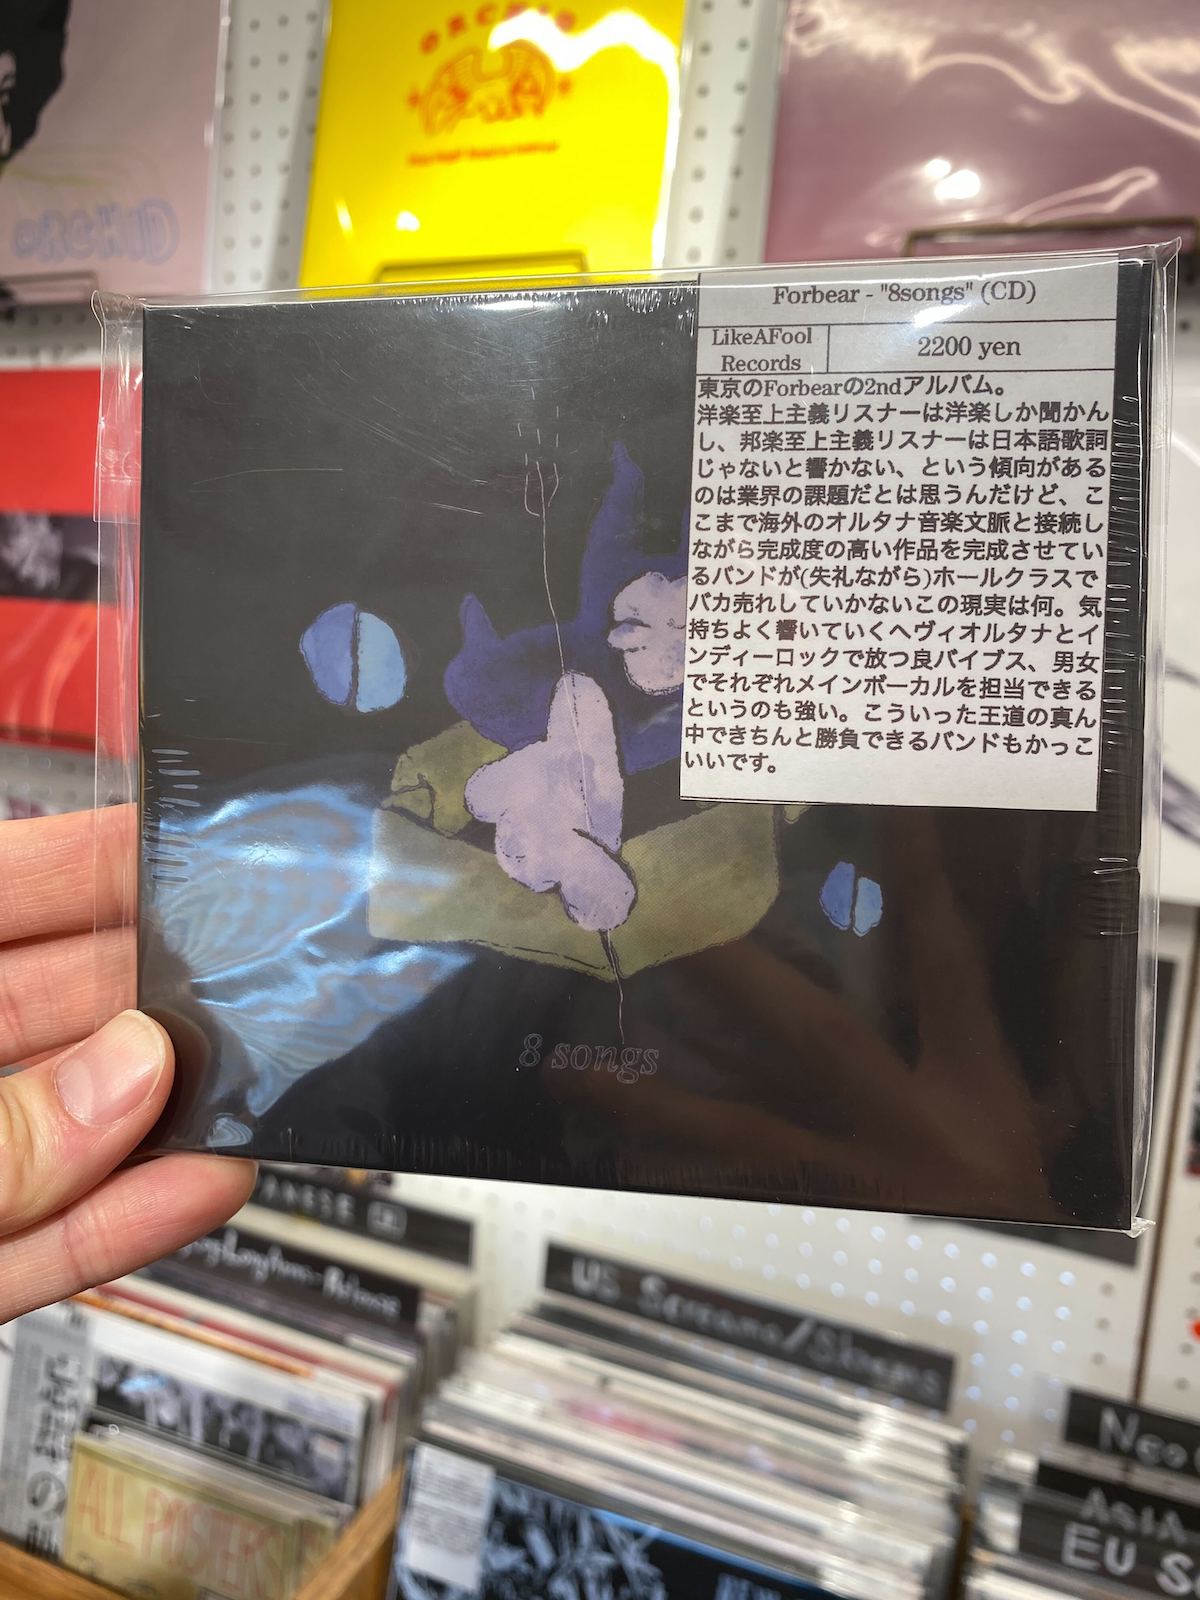 ORCHID
ORCHID
Forbear - "8songs" (CD)
LikeAFool
Records
2200 yen
東京のForbearの2ndアルバム。
洋楽至上主義リスナーは洋楽しか聞かん
し、邦楽至上主義リスナーは日本語歌詞
じゃないと響かない、という傾向がある
のは業界の課題だとは思うんだけど、こ
こまで海外のオルタナ音楽文脈と接続し
ながら完成度の高い作品を完成させてい
るバンドが(失礼ながら)ホールクラスで
バカ売れしていかないこの現実は何。気
持ちよく響いていくヘヴィオルタナとイ
ンディーロックで放つ良バイブス、男女
でそれぞれメインボーカルを担当できる
というのも強い。こういった王道の真ん
中できちんと勝負できるバンドもかっこ
いいです。
8 songs
US Screamo/Skramz
ALL POSTERS
Neo
ASIA
EU S